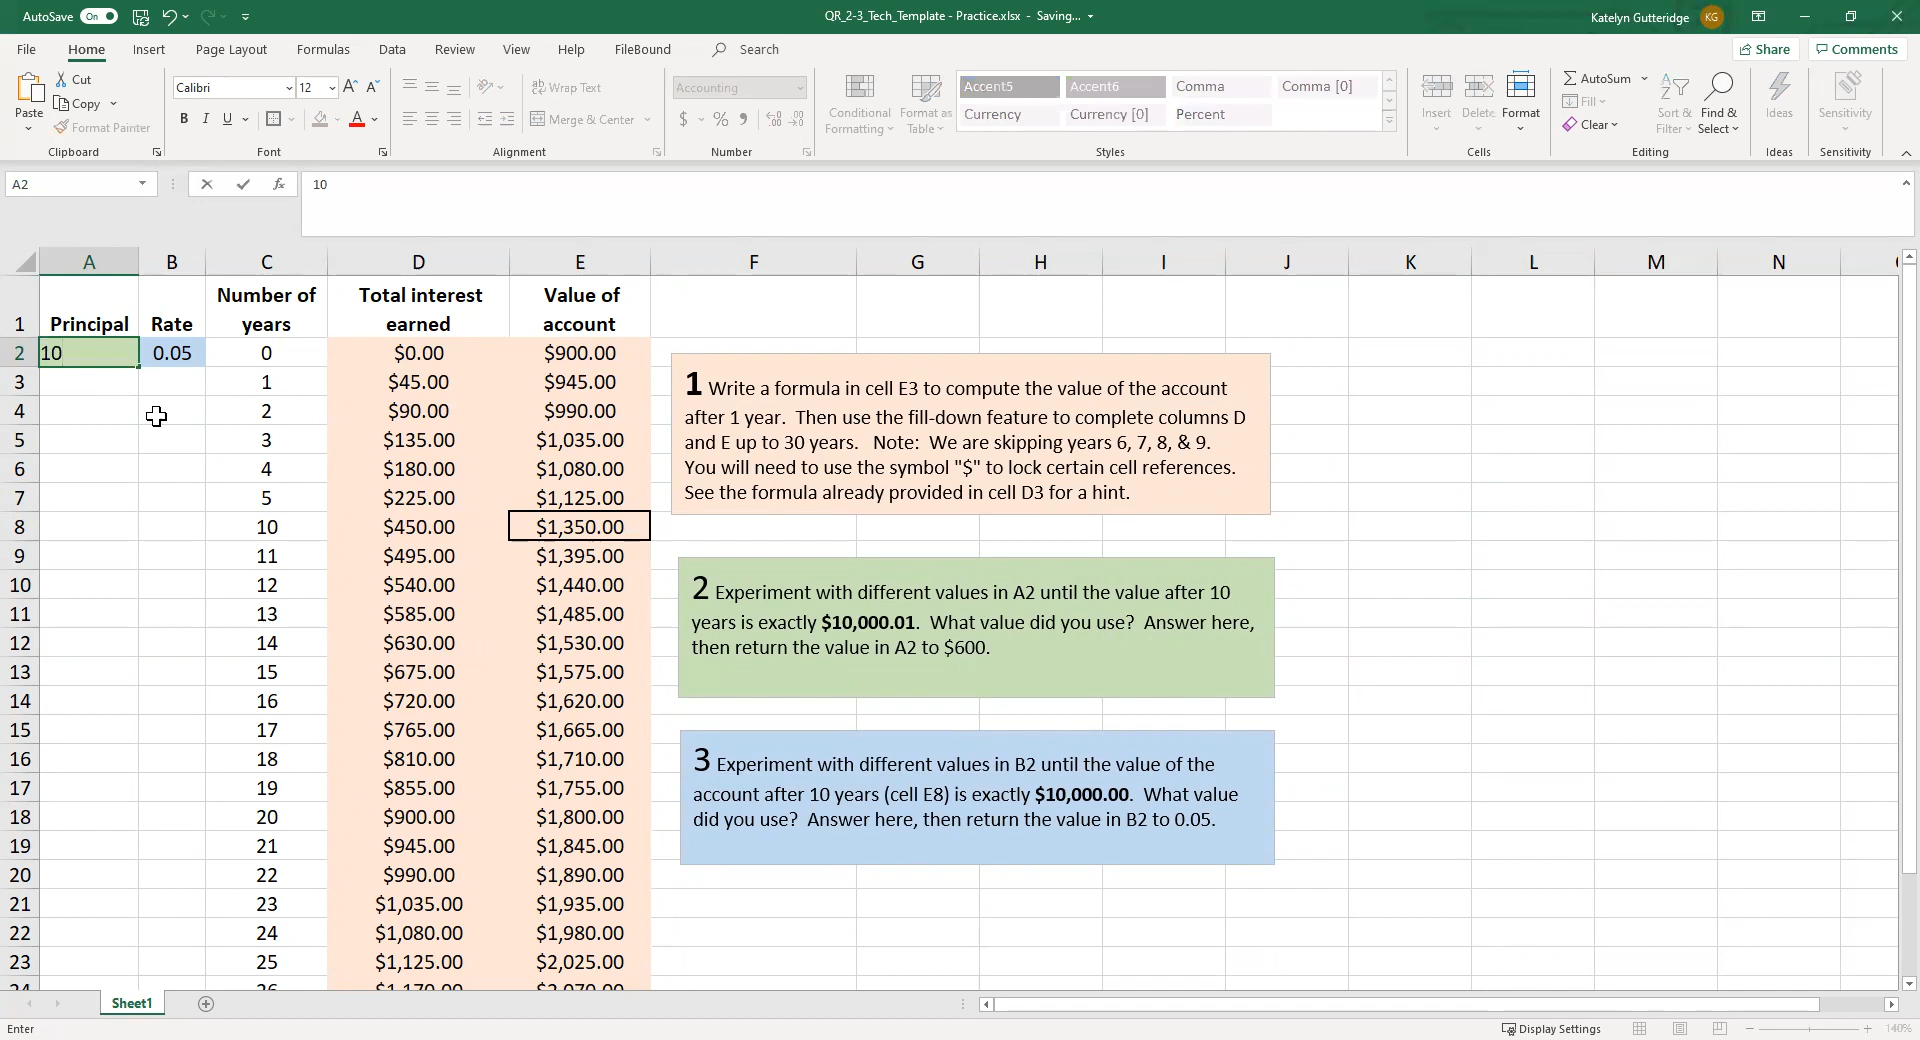 AutoSave On QR_2-3_Tech_Template - Practice.xlsx - Saving... Katelyn Gutteridge KG
File Home Insert Page Layout Formulas Data Review View Help FileBound Search Share Comments
Cut
Copy
Format Painter
Paste
Clipboard
Calibri 12
B I U
Font
Wrap Text
Merge & Center
Alignment
Accounting
$ %
Number
Conditional Formatting
Format as Table
Accent5 Accent6 Comma Comma [0]
Currency Currency [0] Percent
Styles
Insert Delete Format
Cells
AutoSum
Fill
Clear
Sort & Filter
Find & Select
Editing
Ideas
Ideas
Sensitivity
Sensitivity
A2 fx 10
A B C D E F G H I J K L M N
1 Principal Rate Number of years Total interest earned Value of account
2 10 0.05 0 $0.00 $900.00
3 1 $45.00 $945.00
4 2 $90.00 $990.00
5 3 $135.00 $1,035.00
6 4 $180.00 $1,080.00
7 5 $225.00 $1,125.00
8 10 $450.00 $1,350.00
9 11 $495.00 $1,395.00
10 12 $540.00 $1,440.00
11 13 $585.00 $1,485.00
12 14 $630.00 $1,530.00
13 15 $675.00 $1,575.00
14 16 $720.00 $1,620.00
15 17 $765.00 $1,665.00
16 18 $810.00 $1,710.00
17 19 $855.00 $1,755.00
18 20 $900.00 $1,800.00
19 21 $945.00 $1,845.00
20 22 $990.00 $1,890.00
21 23 $1,035.00 $1,935.00
22 24 $1,080.00 $1,980.00
23 25 $1,125.00 $2,025.00
24 26 $1,170.00 $2,070.00
1 Write a formula in cell E3 to compute the value of the account
after 1 year. Then use the fill-down feature to complete columns D
and E up to 30 years. Note: We are skipping years 6, 7, 8, & 9.
You will need to use the symbol "$" to lock certain cell references.
See the formula already provided in cell D3 for a hint.
2 Experiment with different values in A2 until the value after 10
years is exactly $10,000.01. What value did you use? Answer here,
then return the value in A2 to $600.
3 Experiment with different values in B2 until the value of the
account after 10 years (cell E8) is exactly $10,000.00. What value
did you use? Answer here, then return the value in B2 to 0.05.
Sheet1
Enter Display Settings 140%